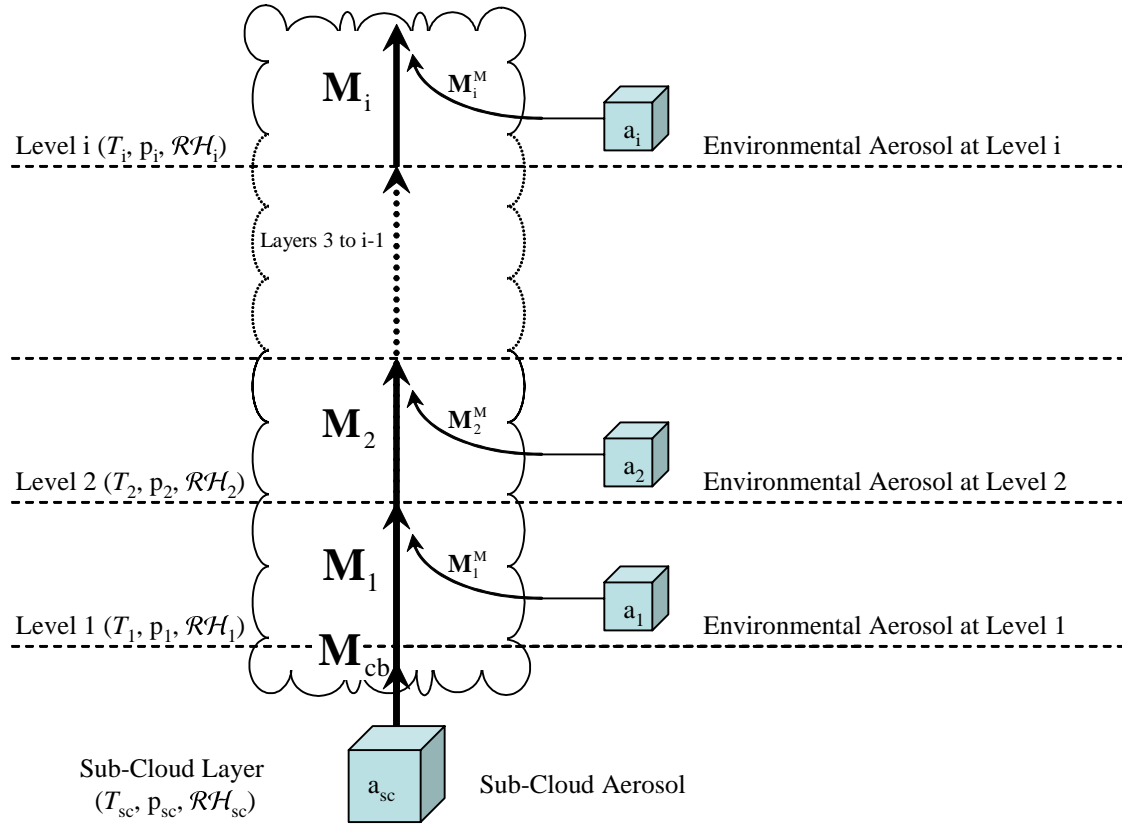 M_i
M_i^M
a_i
Level i (T_i, p_i, RH_i)
Environmental Aerosol at Level i
Layers 3 to i-1
M_2
M_2^M
a_2
Level 2 (T_2, p_2, RH_2)
Environmental Aerosol at Level 2
M_1
M_1^M
a_1
Level 1 (T_1, p_1, RH_1)
Environmental Aerosol at Level 1
M_cb
Sub-Cloud Layer
(T_sc, p_sc, RH_sc)
a_sc
Sub-Cloud Aerosol